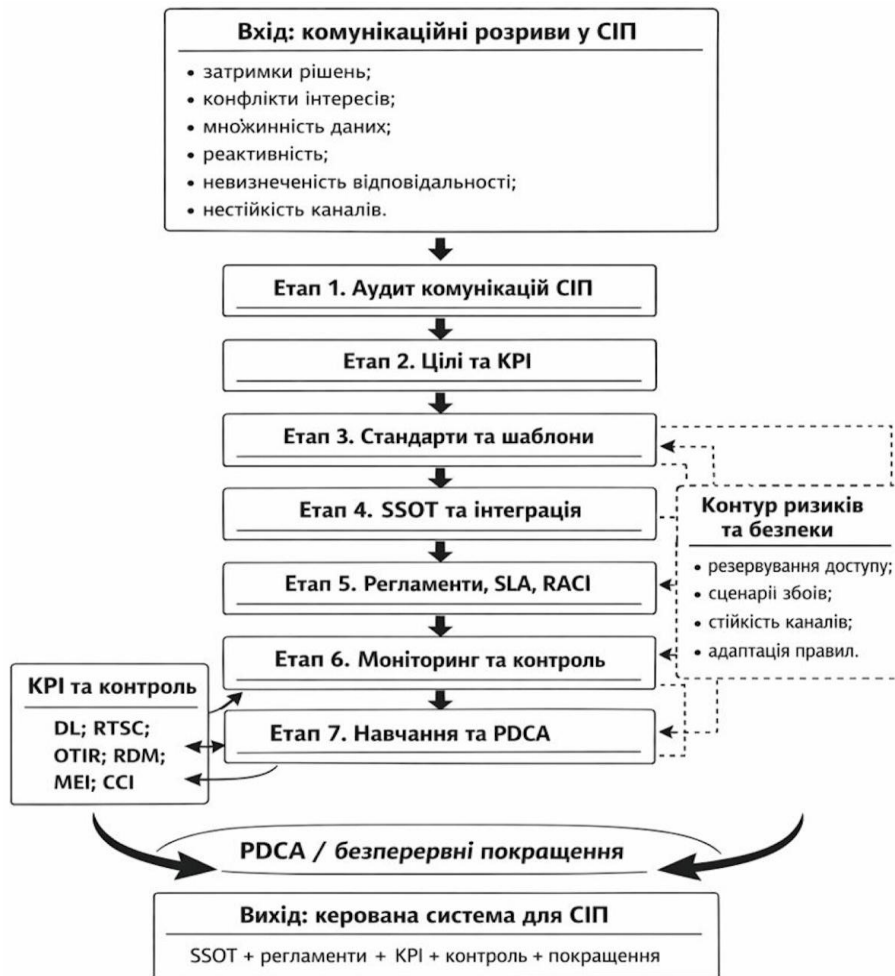 Вхід: комунікаційні розриви у СІП
• затримки рішень;
• конфлікти інтересів;
• множинність даних;
• реактивність;
• невизначеність відповідальності;
• нестійкість каналів.
Етап 1. Аудит комунікацій СІП
Етап 2. Цілі та KPI
Етап 3. Стандарти та шаблони
Етап 4. SSOT та інтеграція
Етап 5. Регламенти, SLA, RACI
Етап 6. Моніторинг та контроль
Етап 7. Навчання та PDCA
Контур ризиків
та безпеки
• резервування доступу;
• сценарії збоїв;
• стійкість каналів;
• адаптація правил.
KPI та контроль
DL; RTSC;
OTIR; RDM;
MEI; CCI
PDCA / безперервні покращення
Вихід: керована система для СІП
SSOT + регламенти + KPI + контроль + покращення